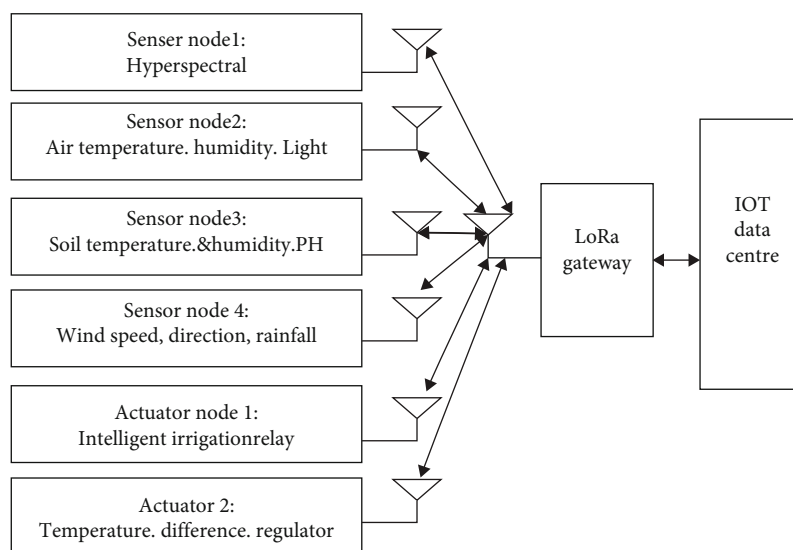 Senser node1:
Hyperspectral
Sensor node2:
Air temperature. humidity. Light
Sensor node3:
Soil temperature.&humidity.PH
Sensor node 4:
Wind speed, direction, rainfall
Actuator node 1:
Intelligent irrigationrelay
Actuator 2:
Temperature. difference. regulator
LoRa
gateway
IOT
data
centre